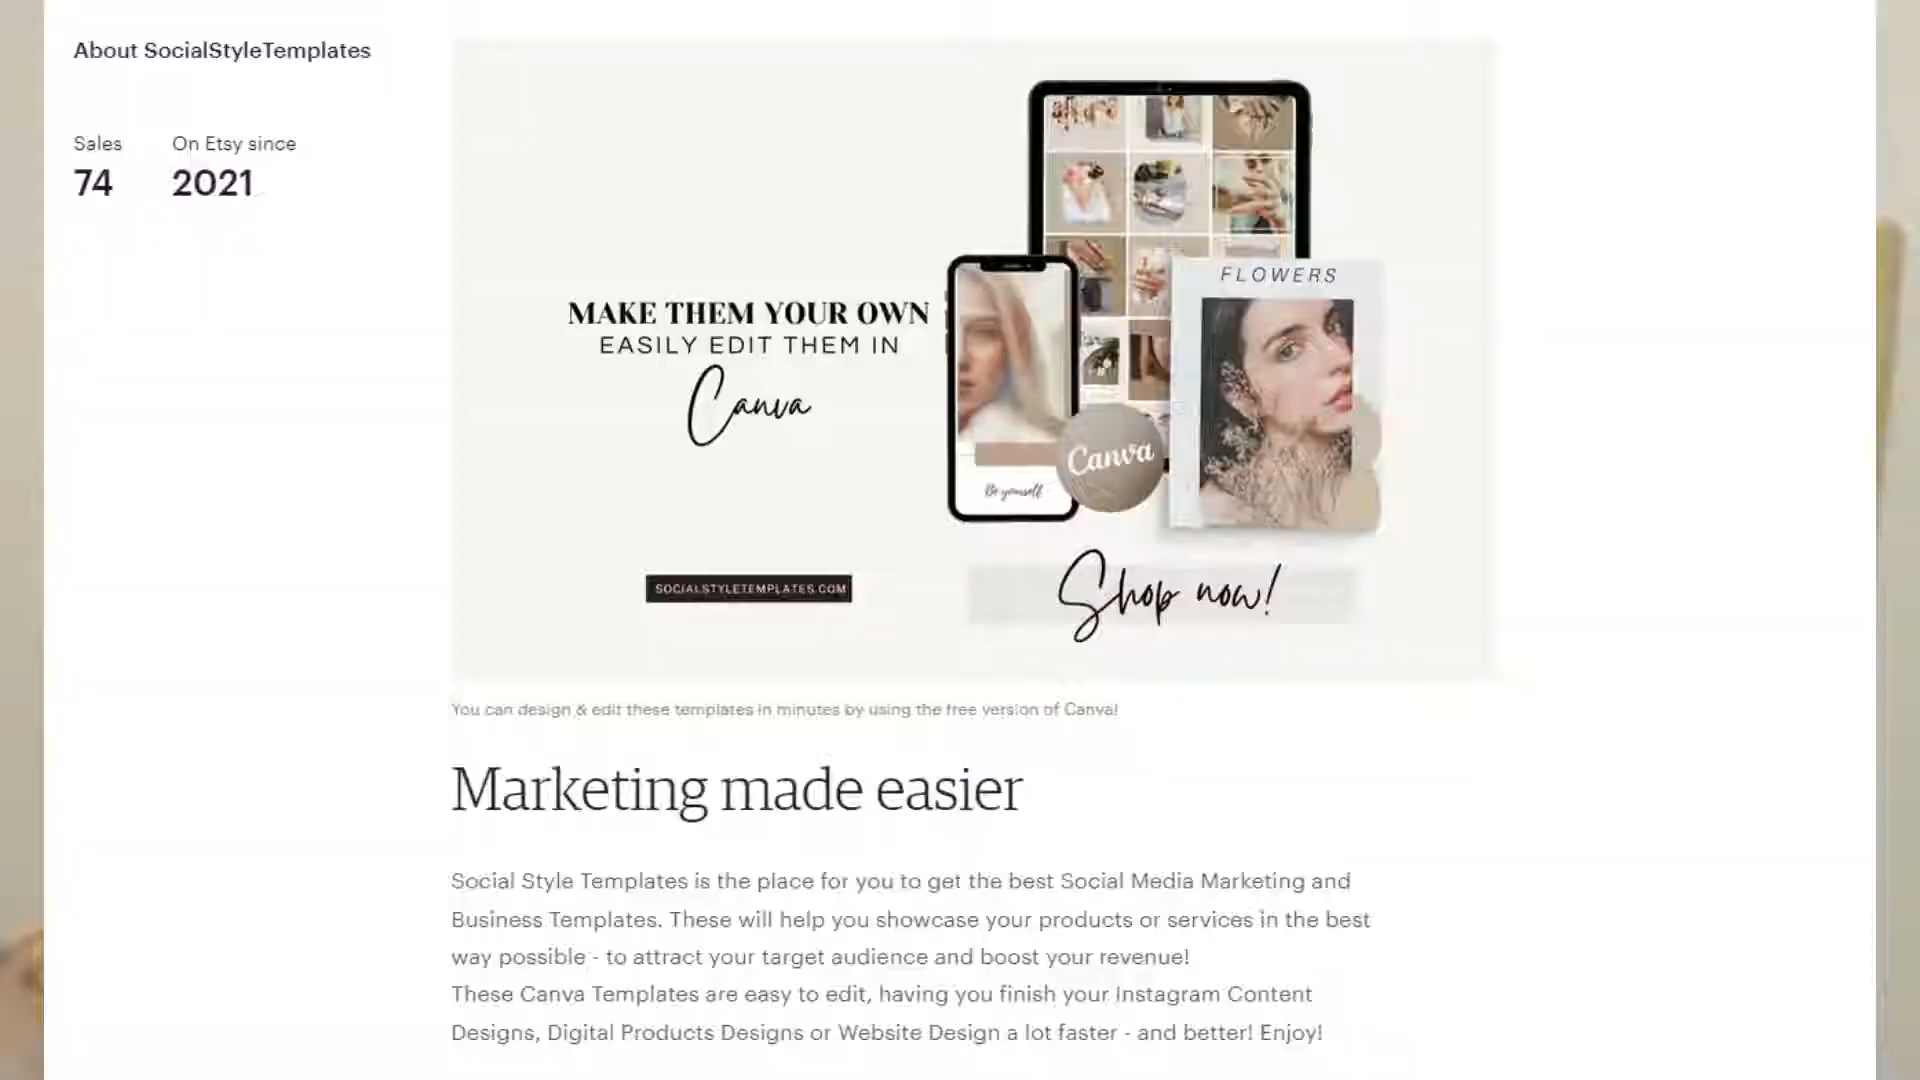 About SocialStyleTemplates
Sales
74
On Etsy since
2021
MAKE THEM YOUR OWN
EASILY EDIT THEM IN
Canva
SOCIALSTYLETEMPLATES.COM
FLOWERS
Canva
Be yourself
Shop now!
You can design & edit these templates in minutes by using the free version of Canva!
Marketing made easier
Social Style Templates is the place for you to get the best Social Media Marketing and
Business Templates. These will help you showcase your products or services in the best
way possible - to attract your target audience and boost your revenue!
These Canva Templates are easy to edit, having you finish your Instagram Content
Designs, Digital Products Designs or Website Design a lot faster - and better! Enjoy!